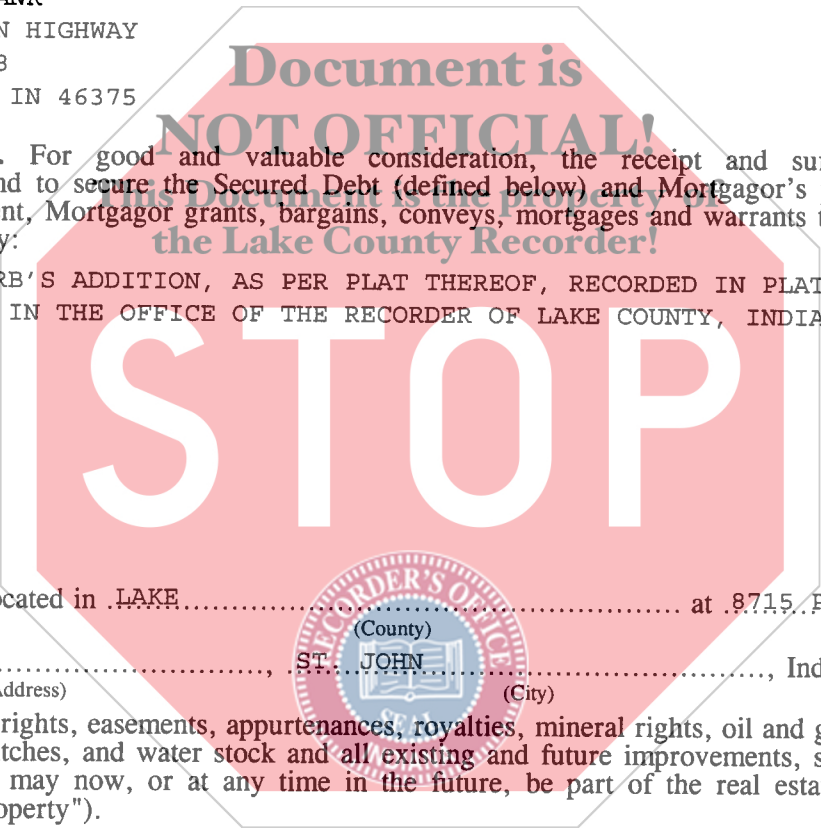 N HIGHWAY
IN 46375
Document is
NOT OFFICIAL!
This Document is the property of
the Lake County Recorder!
For good and valuable consideration, the receipt and
to secure the Secured Debt (defined below) and Mortgagor's
Mortgagor grants, bargains, conveys, mortgages and warrants
RB'S ADDITION, AS PER PLAT THEREOF, RECORDED IN PLAT
IN THE OFFICE OF THE RECORDER OF LAKE COUNTY, INDIA
STOP
ocated in LAKE at 8715 P
(County)
RECORDER'S OFFICE
SEAL
INDIANA
, ST. JOHN , Ind
ddress) (City)
rights, easements, appurtenances, royalties, mineral rights, oil and g
tches, and water stock and all existing and future improvements, s
may now, or at any time in the future, be part of the real esta
operty").